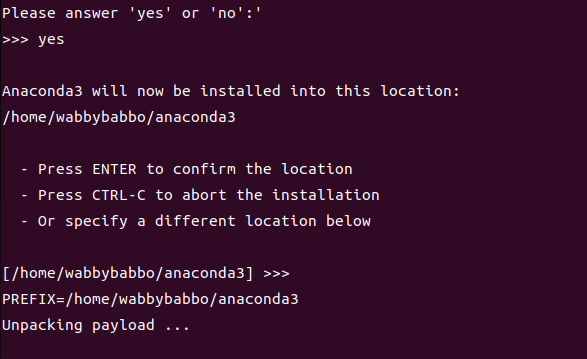 Please answer 'yes' or 'no':'
>>> yes
Anaconda3 will now be installed into this location:
/home/wabbybabbo/anaconda3
- Press ENTER to confirm the location
- Press CTRL-C to abort the installation
- Or specify a different location below
[/home/wabbybabbo/anaconda3] >>>
PREFIX=/home/wabbybabbo/anaconda3
Unpacking payload ...